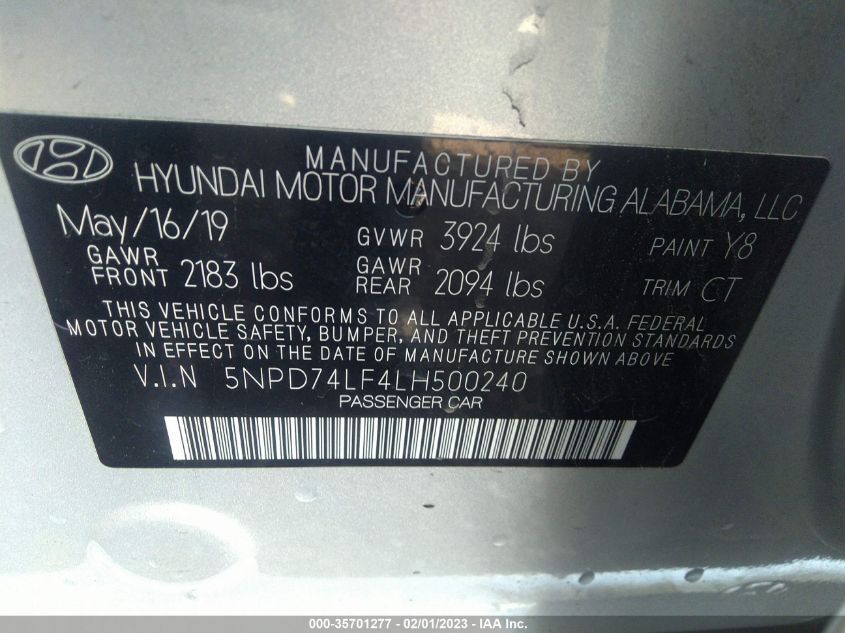 MANUFACTURED BY
HYUNDAI MOTOR MANUFACTURING ALABAMA, LLC
May/16/19 GVWR 3924 lbs PAINT Y8
GAWR FRONT 2183 lbs GAWR REAR 2094 lbs TRIM CT
THIS VEHICLE CONFORMS TO ALL APPLICABLE U.S.A. FEDERAL
MOTOR VEHICLE SAFETY, BUMPER, AND THEFT PREVENTION STANDARDS
IN EFFECT ON THE DATE OF MANUFACTURE SHOWN ABOVE
V.I.N 5NPD74LF4LH500240
PASSENGER CAR
000-35701277 - 02/01/2023 - IAA Inc.